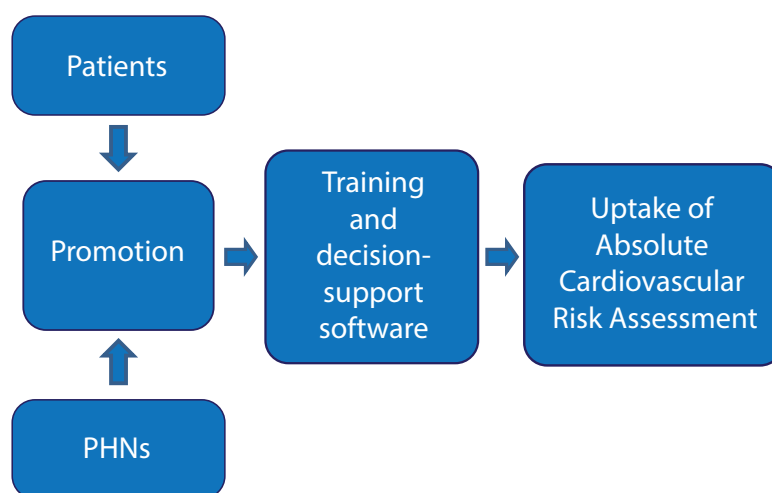 Patients
Promotion
PHNs
Training
and
decision-
support
software
Uptake of
Absolute
Cardiovascular
Risk Assessment